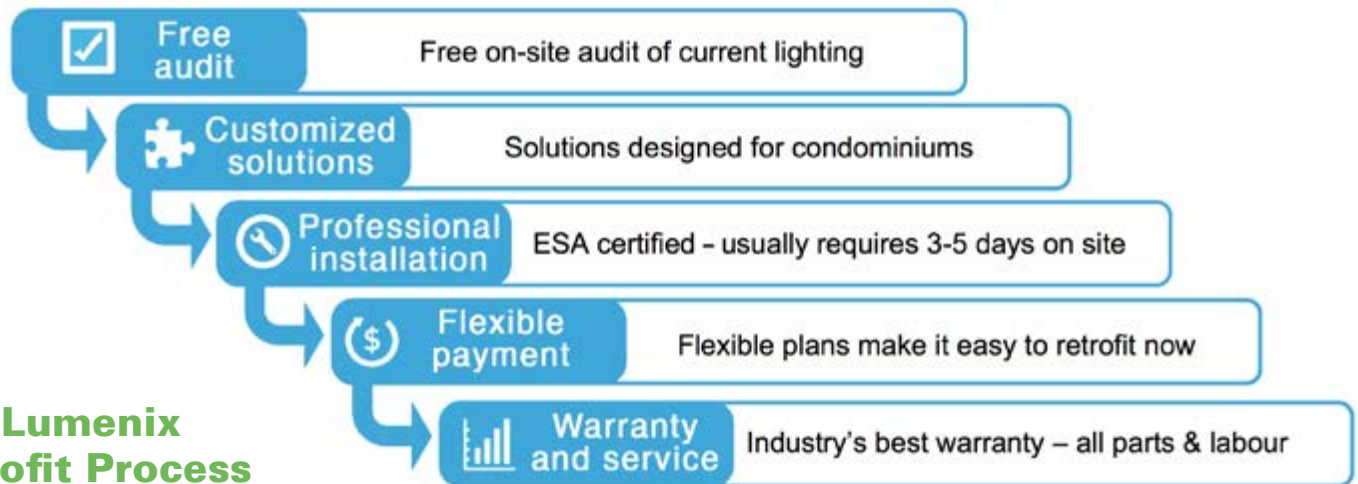 Free
audit
Free on-site audit of current lighting
Customized
solutions
Solutions designed for condominiums
Professional
installation
ESA certified – usually requires 3-5 days on site
Flexible
payment
$
Flexible plans make it easy to retrofit now
Warranty
and service
Industry's best warranty – all parts & labour
Lumenix
ofit Process